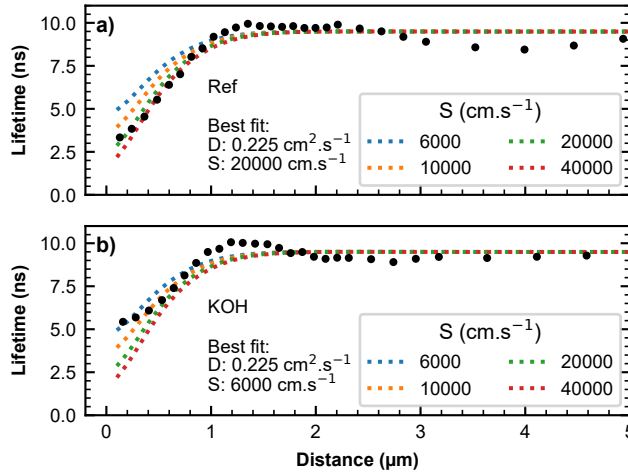 10.0
a)
7.5
Lifetime (ns)
5.0
2.5
0.0
Ref
Best fit:
D: 0.225 cm².s⁻¹
S: 20000 cm.s⁻¹
S (cm.s⁻¹)
6000 20000
10000 40000
10.0
b)
7.5
Lifetime (ns)
5.0
2.5
0.0
KOH
Best fit:
D: 0.225 cm².s⁻¹
S: 6000 cm.s⁻¹
S (cm.s⁻¹)
6000 20000
10000 40000
0 1 2 3 4 5
Distance (µm)